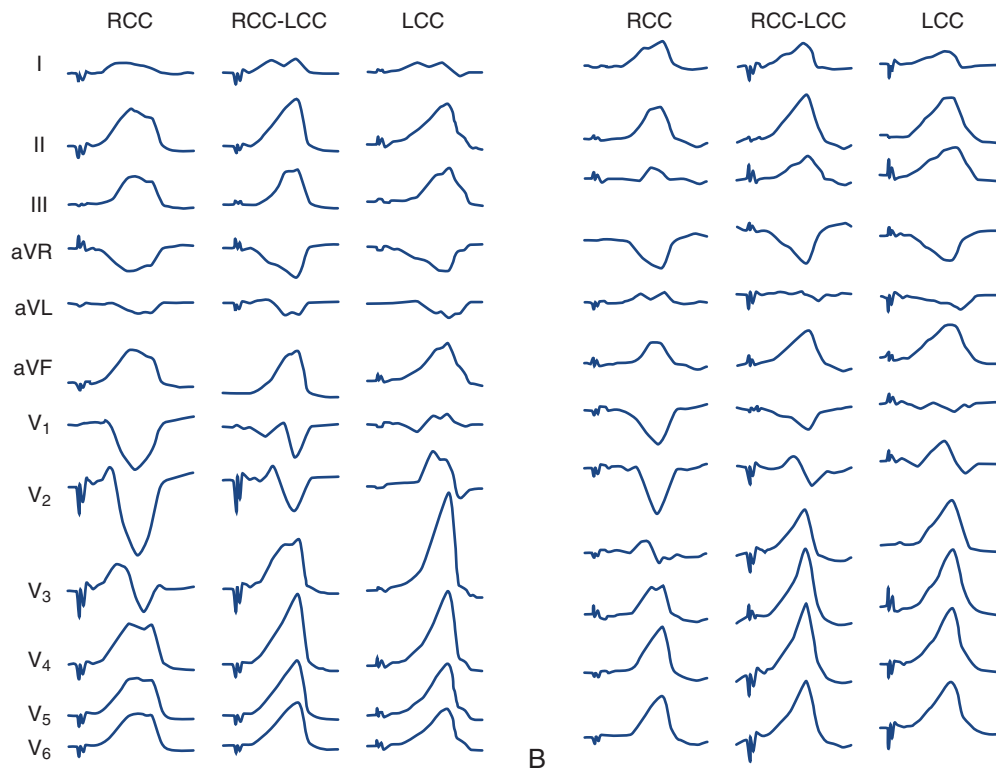 RCC RCC-LCC LCC RCC RCC-LCC LCC
I
II
III
aVR
aVL
aVF
V1
V2
V3
V4
V5
V6
B